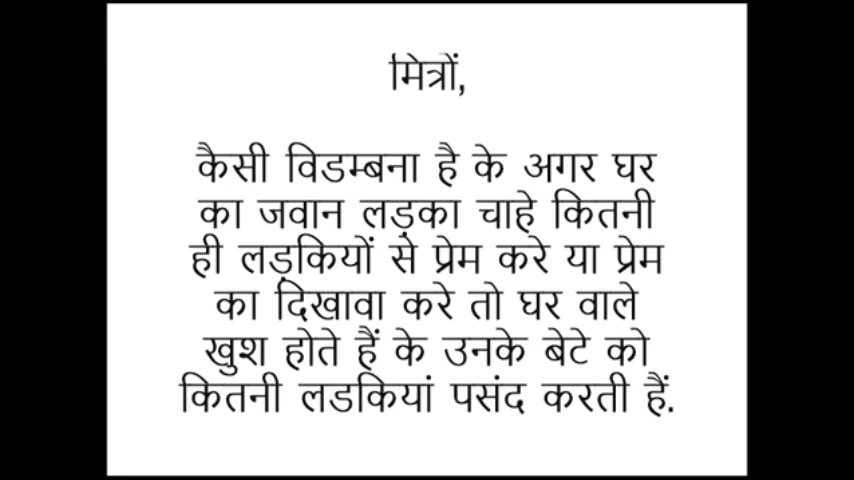 मित्रों,
कैसी विडम्बना है के अगर घर
का जवान लड़का चाहे कितनी
ही लड़कियों से प्रेम करे या प्रेम
का दिखावा करे तो घर वाले
खुश होते हैं के उनके बेटे को
कितनी लडकियां पसंद करती हैं.